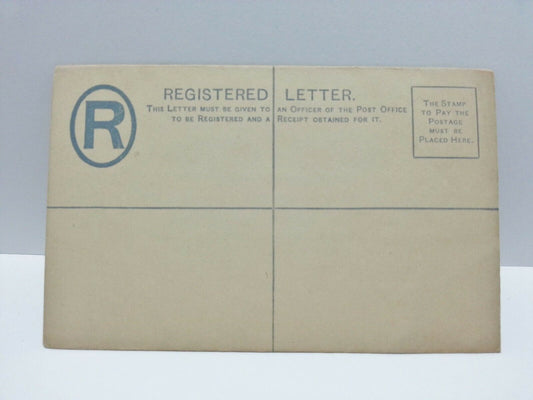 R
REGISTERED LETTER.
THIS LETTER MUST BE GIVEN TO AN OFFICER OF THE POST OFFICE
TO BE REGISTERED AND A RECEIPT OBTAINED FOR IT.
THE STAMP
TO PAY THE
POSTAGE
MUST BE
PLACED HERE.